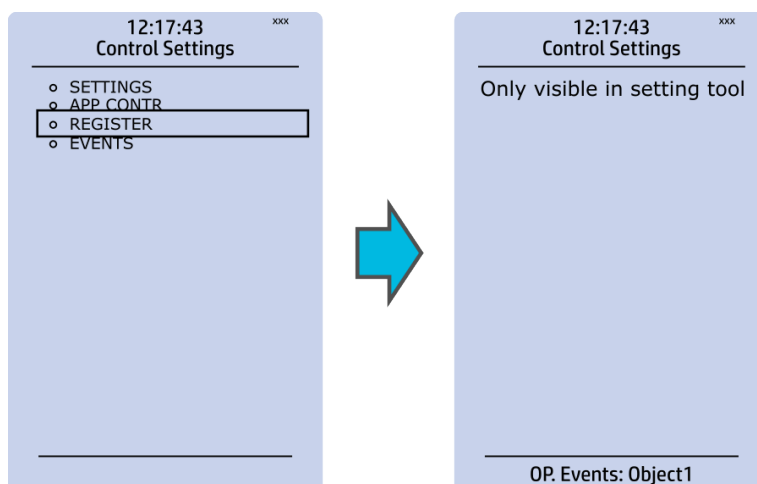 12:17:43 xxx
Control Settings
SETTINGS
APP CONTR
REGISTER
EVENTS
12:17:43 xxx
Control Settings
Only visible in setting tool
OP. Events: Object1